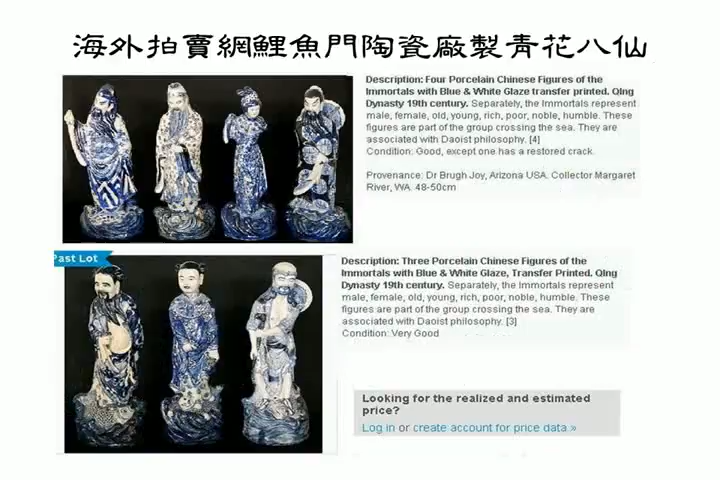 海外拍賣網鯉魚門陶瓷廠製青花八仙
Description: Four Porcelain Chinese Figures of the
Immortals with Blue & White Glaze transfer printed. QIng
Dynasty 19th century. Separately, the Immortals represent
male, female, old, young, rich, poor, noble, humble. These
figures are part of the group crossing the sea. They are
associated with Daoist philosophy. [4]
Condition: Good, except one has a restored crack.
Provenance: Dr Brugh Joy, Arizona USA. Collector Margaret
River, WA. 48-50cm
Past Lot
Description: Three Porcelain Chinese Figures of the
Immortals with Blue & White Glaze, Transfer Printed. QIng
Dynasty 19th century. Separately, the Immortals represent
male, female, old, young, rich, poor, noble, humble. These
figures are part of the group crossing the sea. They are
associated with Daoist philosophy. [3]
Condition: Very Good
Looking for the realized and estimated
price?
Log in or create account for price data »